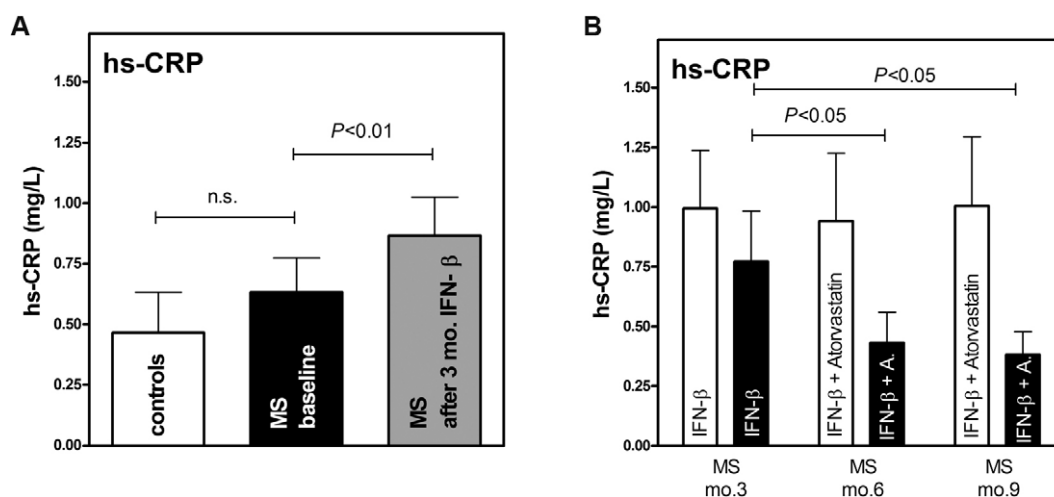 A
hs-CRP
hs-CRP (mg/L)
1.50
1.25
1.00
0.75
0.50
0.25
0.00
n.s.
P<0.01
controls
MS
baseline
MS
after 3 mo. IFN- β
B
hs-CRP
hs-CRP (mg/L)
1.50
1.25
1.00
0.75
0.50
0.25
0.00
P<0.05
P<0.05
IFN-β
IFN-β
IFN-β + Atorvastatin
IFN-β + A.
IFN-β + Atorvastatin
IFN-β + A.
MS
mo.3
MS
mo.6
MS
mo.9